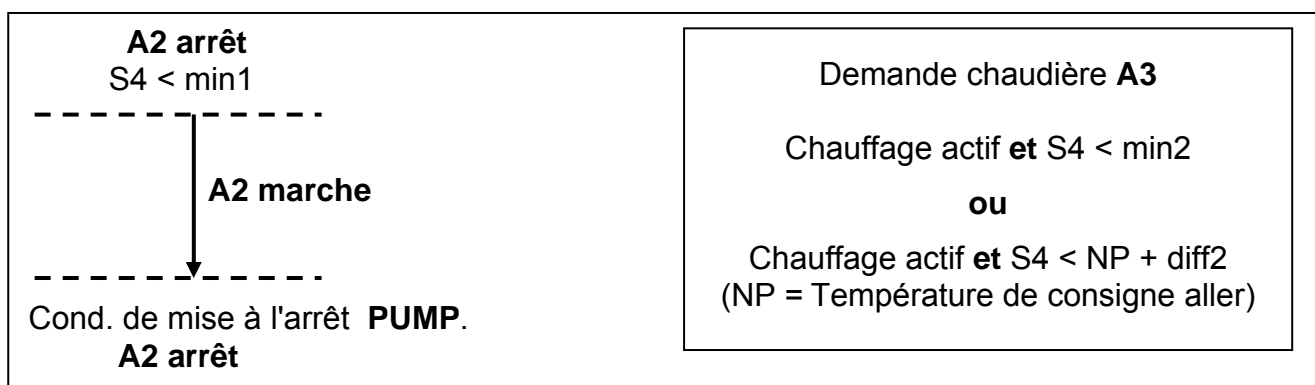 A2 arrêt
S4 < min1
A2 marche
Cond. de mise à l'arrêt PUMP.
A2 arrêt
Demande chaudière A3
Chauffage actif et S4 < min2
ou
Chauffage actif et S4 < NP + diff2
(NP = Température de consigne aller)